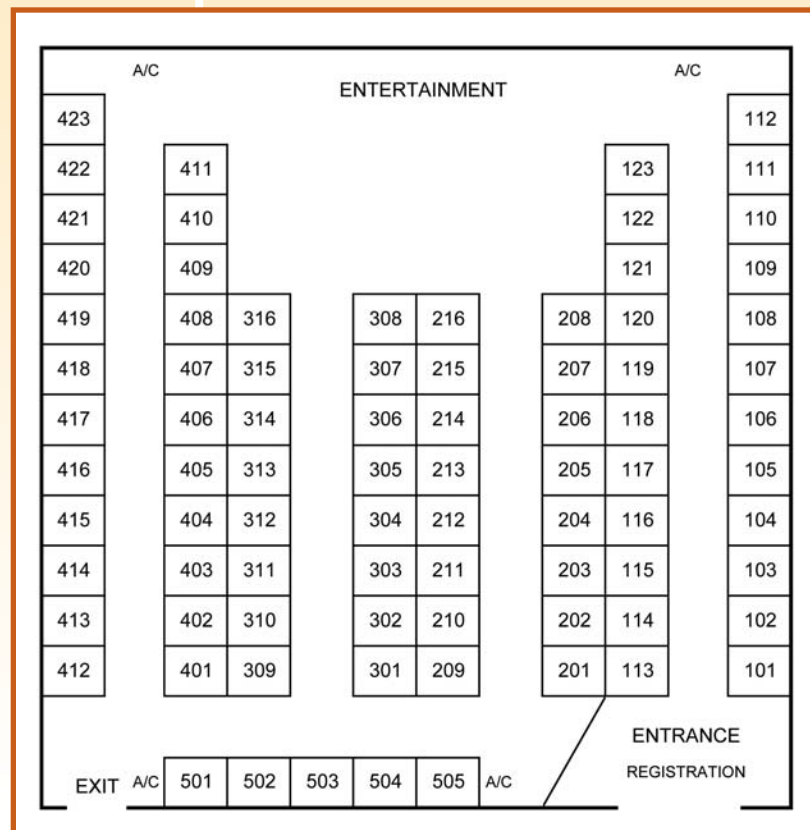 A/C A/C
ENTERTAINMENT
423 112
422 411 123 111
421 410 122 110
420 409 121 109
419 408 316 308 216 208 120 108
418 407 315 307 215 207 119 107
417 406 314 306 214 206 118 106
416 405 313 305 213 205 117 105
415 404 312 304 212 204 116 104
414 403 311 303 211 203 115 103
413 402 310 302 210 202 114 102
412 401 309 301 209 201 113 101
ENTRANCE
REGISTRATION
EXIT A/C 501 502 503 504 505 A/C